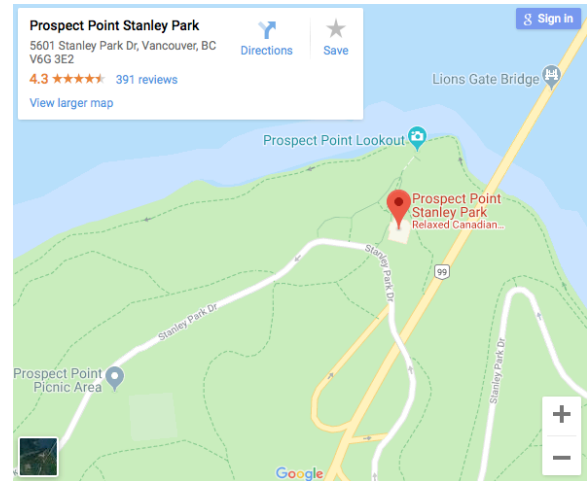 Prospect Point Stanley Park
5601 Stanley Park Dr, Vancouver, BC
V6G 3E2
4.3 391 reviews
View larger map
Directions
Save
g Sign in
Lions Gate Bridge
Prospect Point Lookout
Prospect Point
Stanley Park
Relaxed Canadian...
99
Stanley Park Dr
Stanley Park Dr
Stanley Park Dr
Prospect Point
Picnic Area
+
−
Google